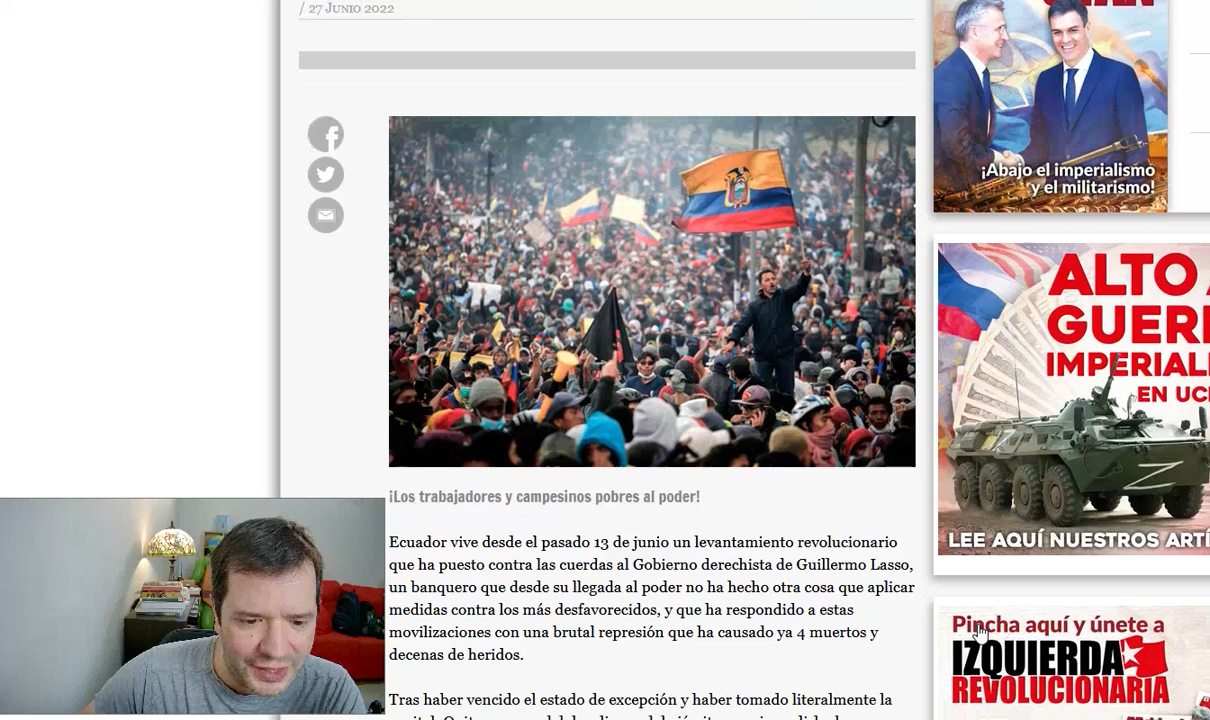 / 27 Junio 2022
¡Los trabajadores y campesinos pobres al poder!
Ecuador vive desde el pasado 13 de junio un levantamiento revolucionario
que ha puesto contra las cuerdas al Gobierno derechista de Guillermo Lasso,
un banquero que desde su llegada al poder no ha hecho otra cosa que aplicar
medidas contra los más desfavorecidos, y que ha respondido a estas
movilizaciones con una brutal represión que ha causado ya 4 muertos y
decenas de heridos.
Tras haber vencido el estado de excepción y haber tomado literalmente la
¡Abajo el imperialismo
y el militarismo!
ALTO A
GUERR
IMPERIAL
EN UC
Z
LEE AQUÍ NUESTROS ARTÍ
Pincha aquí y únete a
IZQUIERDA
REVOLUCIONARIA